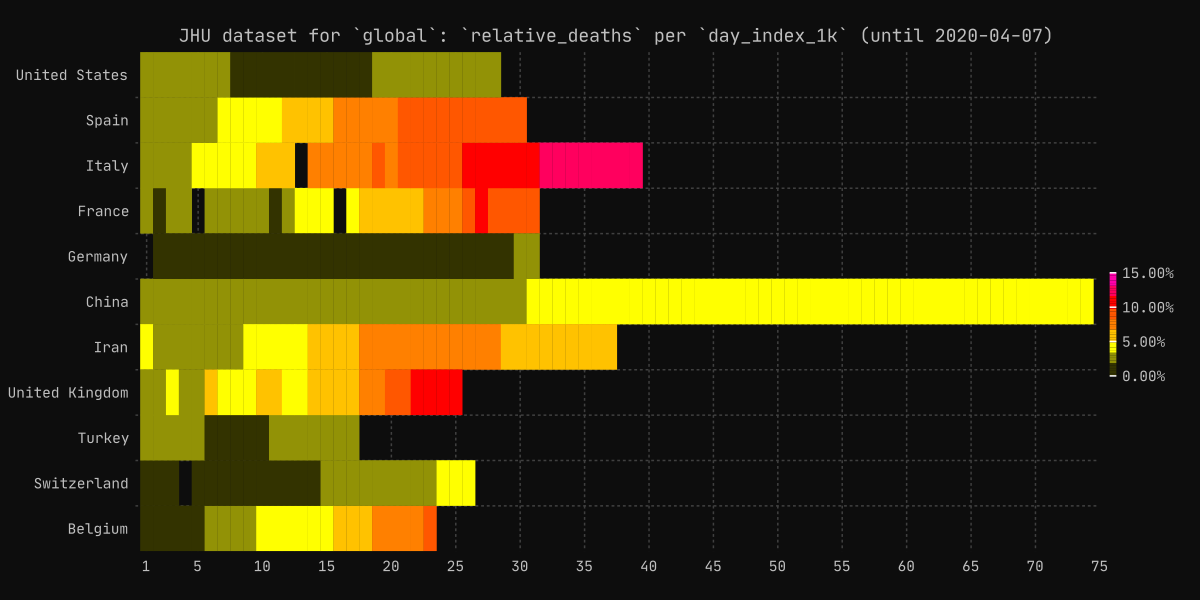 JHU dataset for `global`: `relative_deaths` per `day_index_1k` (until 2020-04-07)
United States
Spain
Italy
France
Germany
China
Iran
United Kingdom
Turkey
Switzerland
Belgium
15.00%
10.00%
5.00%
0.00%
1 5 10 15 20 25 30 35 40 45 50 55 60 65 70 75